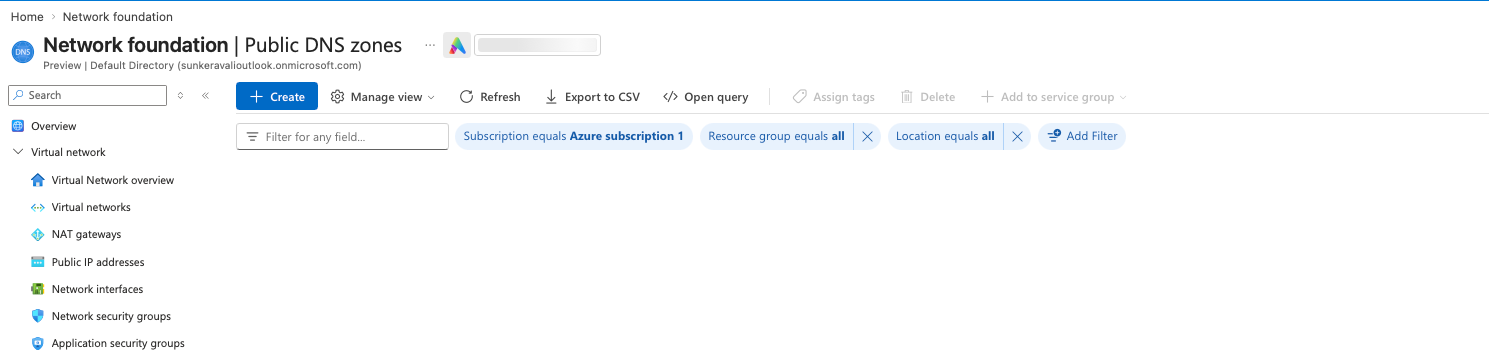 Home > Network foundation
DNS
Network foundation | Public DNS zones ...
Preview | Default Directory (sunkeravalioutlook.onmicrosoft.com)
Search
Create Manage view Refresh Export to CSV Open query Assign tags Delete Add to service group
Filter for any field... Subscription equals Azure subscription 1 Resource group equals all Location equals all Add Filter
Overview
Virtual network
Virtual Network overview
Virtual networks
NAT gateways
Public IP addresses
Network interfaces
Network security groups
Application security groups